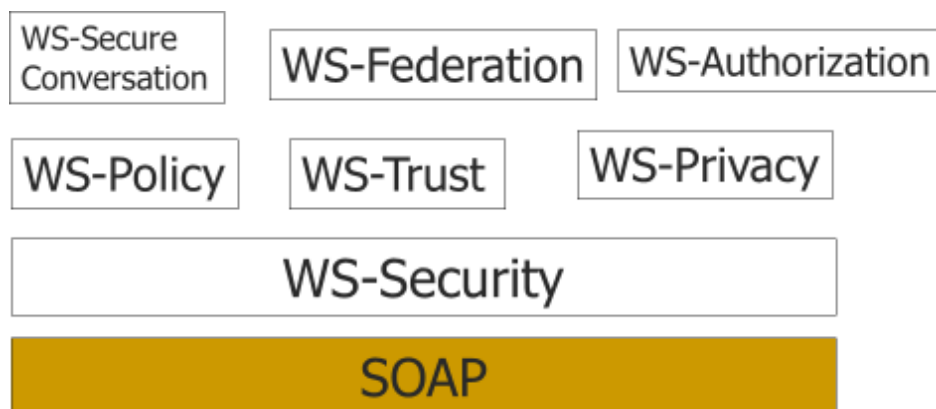 WS-Secure
Conversation
WS-Federation
WS-Authorization
WS-Policy
WS-Trust
WS-Privacy
WS-Security
SOAP